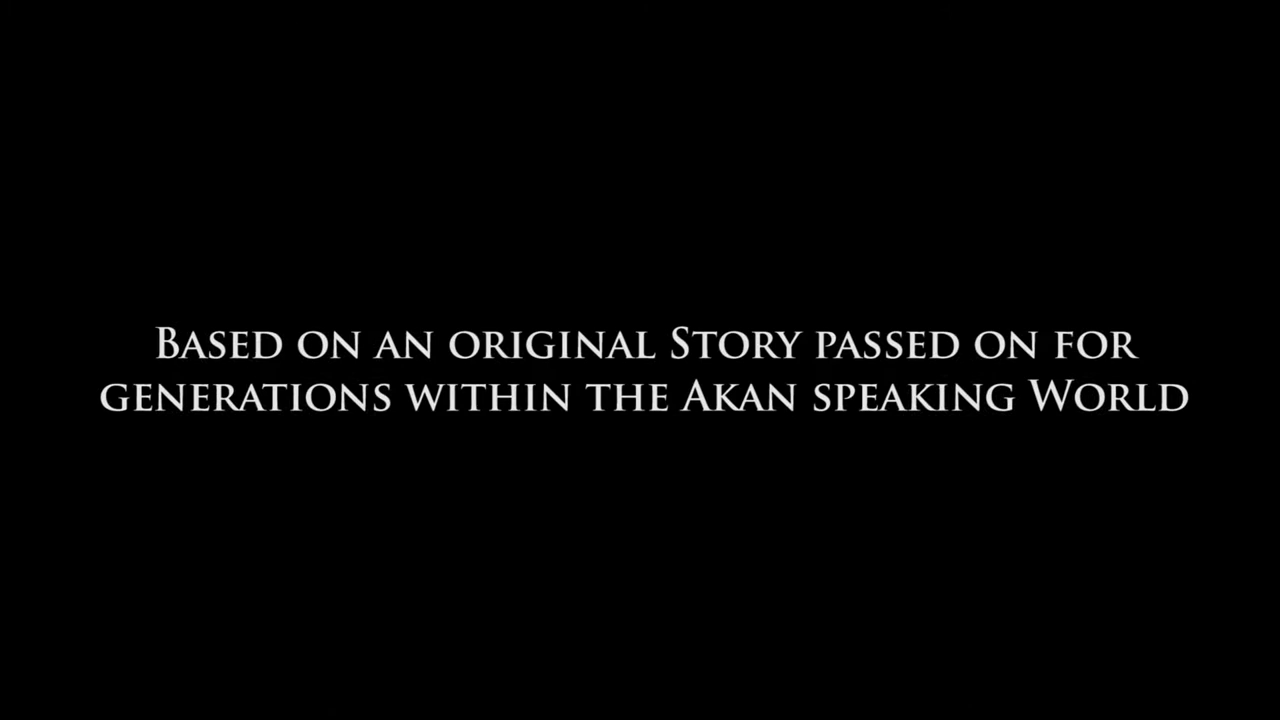 Based on an original Story passed on for
generations within the Akan speaking World